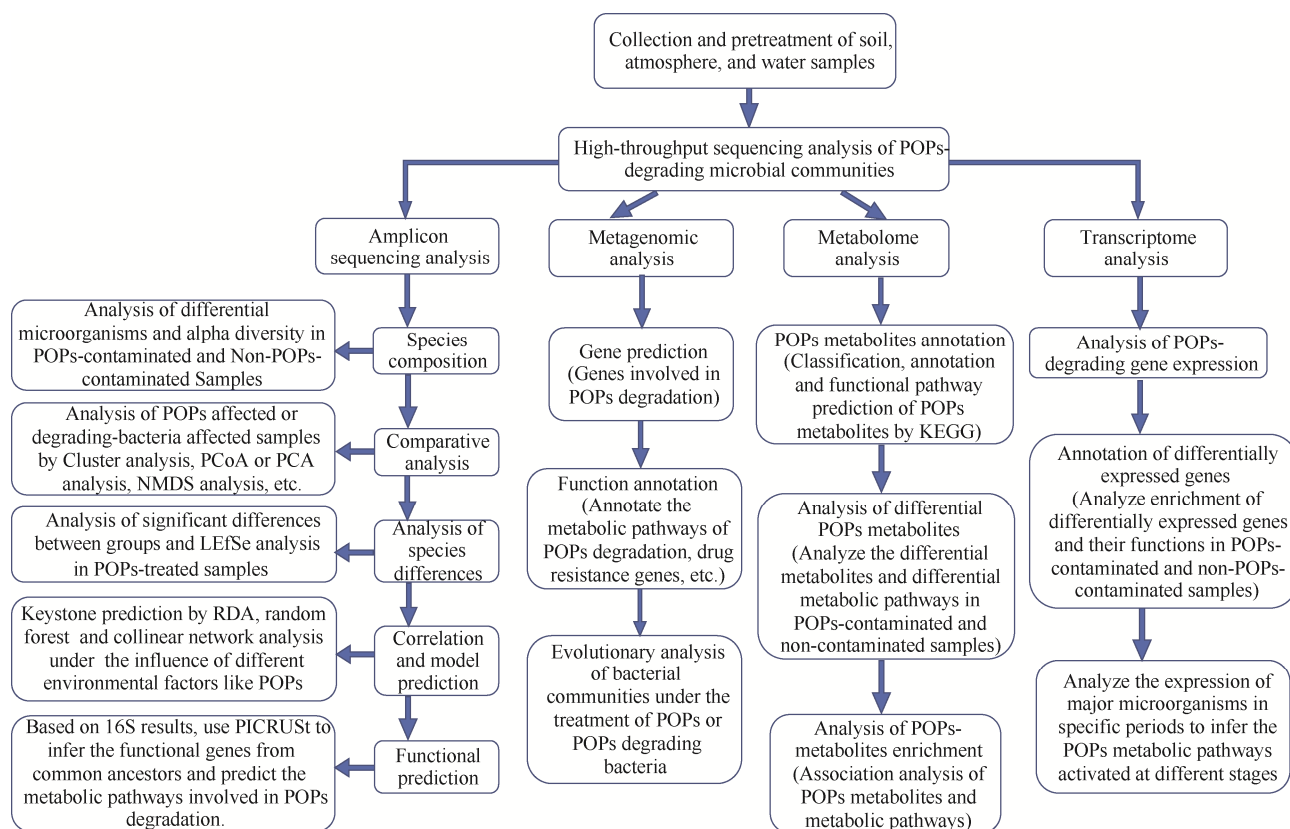 Collection and pretreatment of soil,
atmosphere, and water samples
High-throughput sequencing analysis of POPs-
degrading microbial communities
Amplicon
sequencing analysis
Metagenomic
analysis
Metabolome
analysis
Transcriptome
analysis
Analysis of differential
microorganisms and alpha diversity in
POPs-contaminated and Non-POPs-
contaminated Samples
Species
composition
Analysis of POPs affected or
degrading-bacteria affected samples
by Cluster analysis, PCoA or PCA
analysis, NMDS analysis, etc.
Comparative
analysis
Analysis of significant differences
between groups and LEfSe analysis
in POPs-treated samples
Analysis of
species
differences
Keystone prediction by RDA, random
forest and collinear network analysis
under the influence of different
environmental factors like POPs
Correlation
and model
prediction
Based on 16S results, use PICRUSt to
infer the functional genes from
common ancestors and predict the
metabolic pathways involved in POPs
degradation.
Functional
prediction
Gene prediction
(Genes involved in
POPs degradation)
Function annotation
(Annotate the
metabolic pathways of
POPs degradation, drug
resistance genes, etc.)
Evolutionary analysis
of bacterial
communities under the
treatment of POPs or
POPs degrading
bacteria
POPs metabolites annotation
(Classification, annotation
and functional pathway
prediction of POPs
metabolites by KEGG)
Analysis of differential
POPs metabolites
(Analyze the differential
metabolites and differential
metabolic pathways in
POPs-contaminated and
non-contaminated samples)
Analysis of POPs-
metabolites enrichment
(Association analysis of
POPs metabolites and
metabolic pathways)
Analysis of POPs-
degrading gene expression
Annotation of differentially
expressed genes
(Analyze enrichment of
differentially expressed genes
and their functions in POPs-
contaminated and non-POPs-
contaminated samples)
Analyze the expression of
major microorganisms in
specific periods to infer the
POPs metabolic pathways
activated at different stages